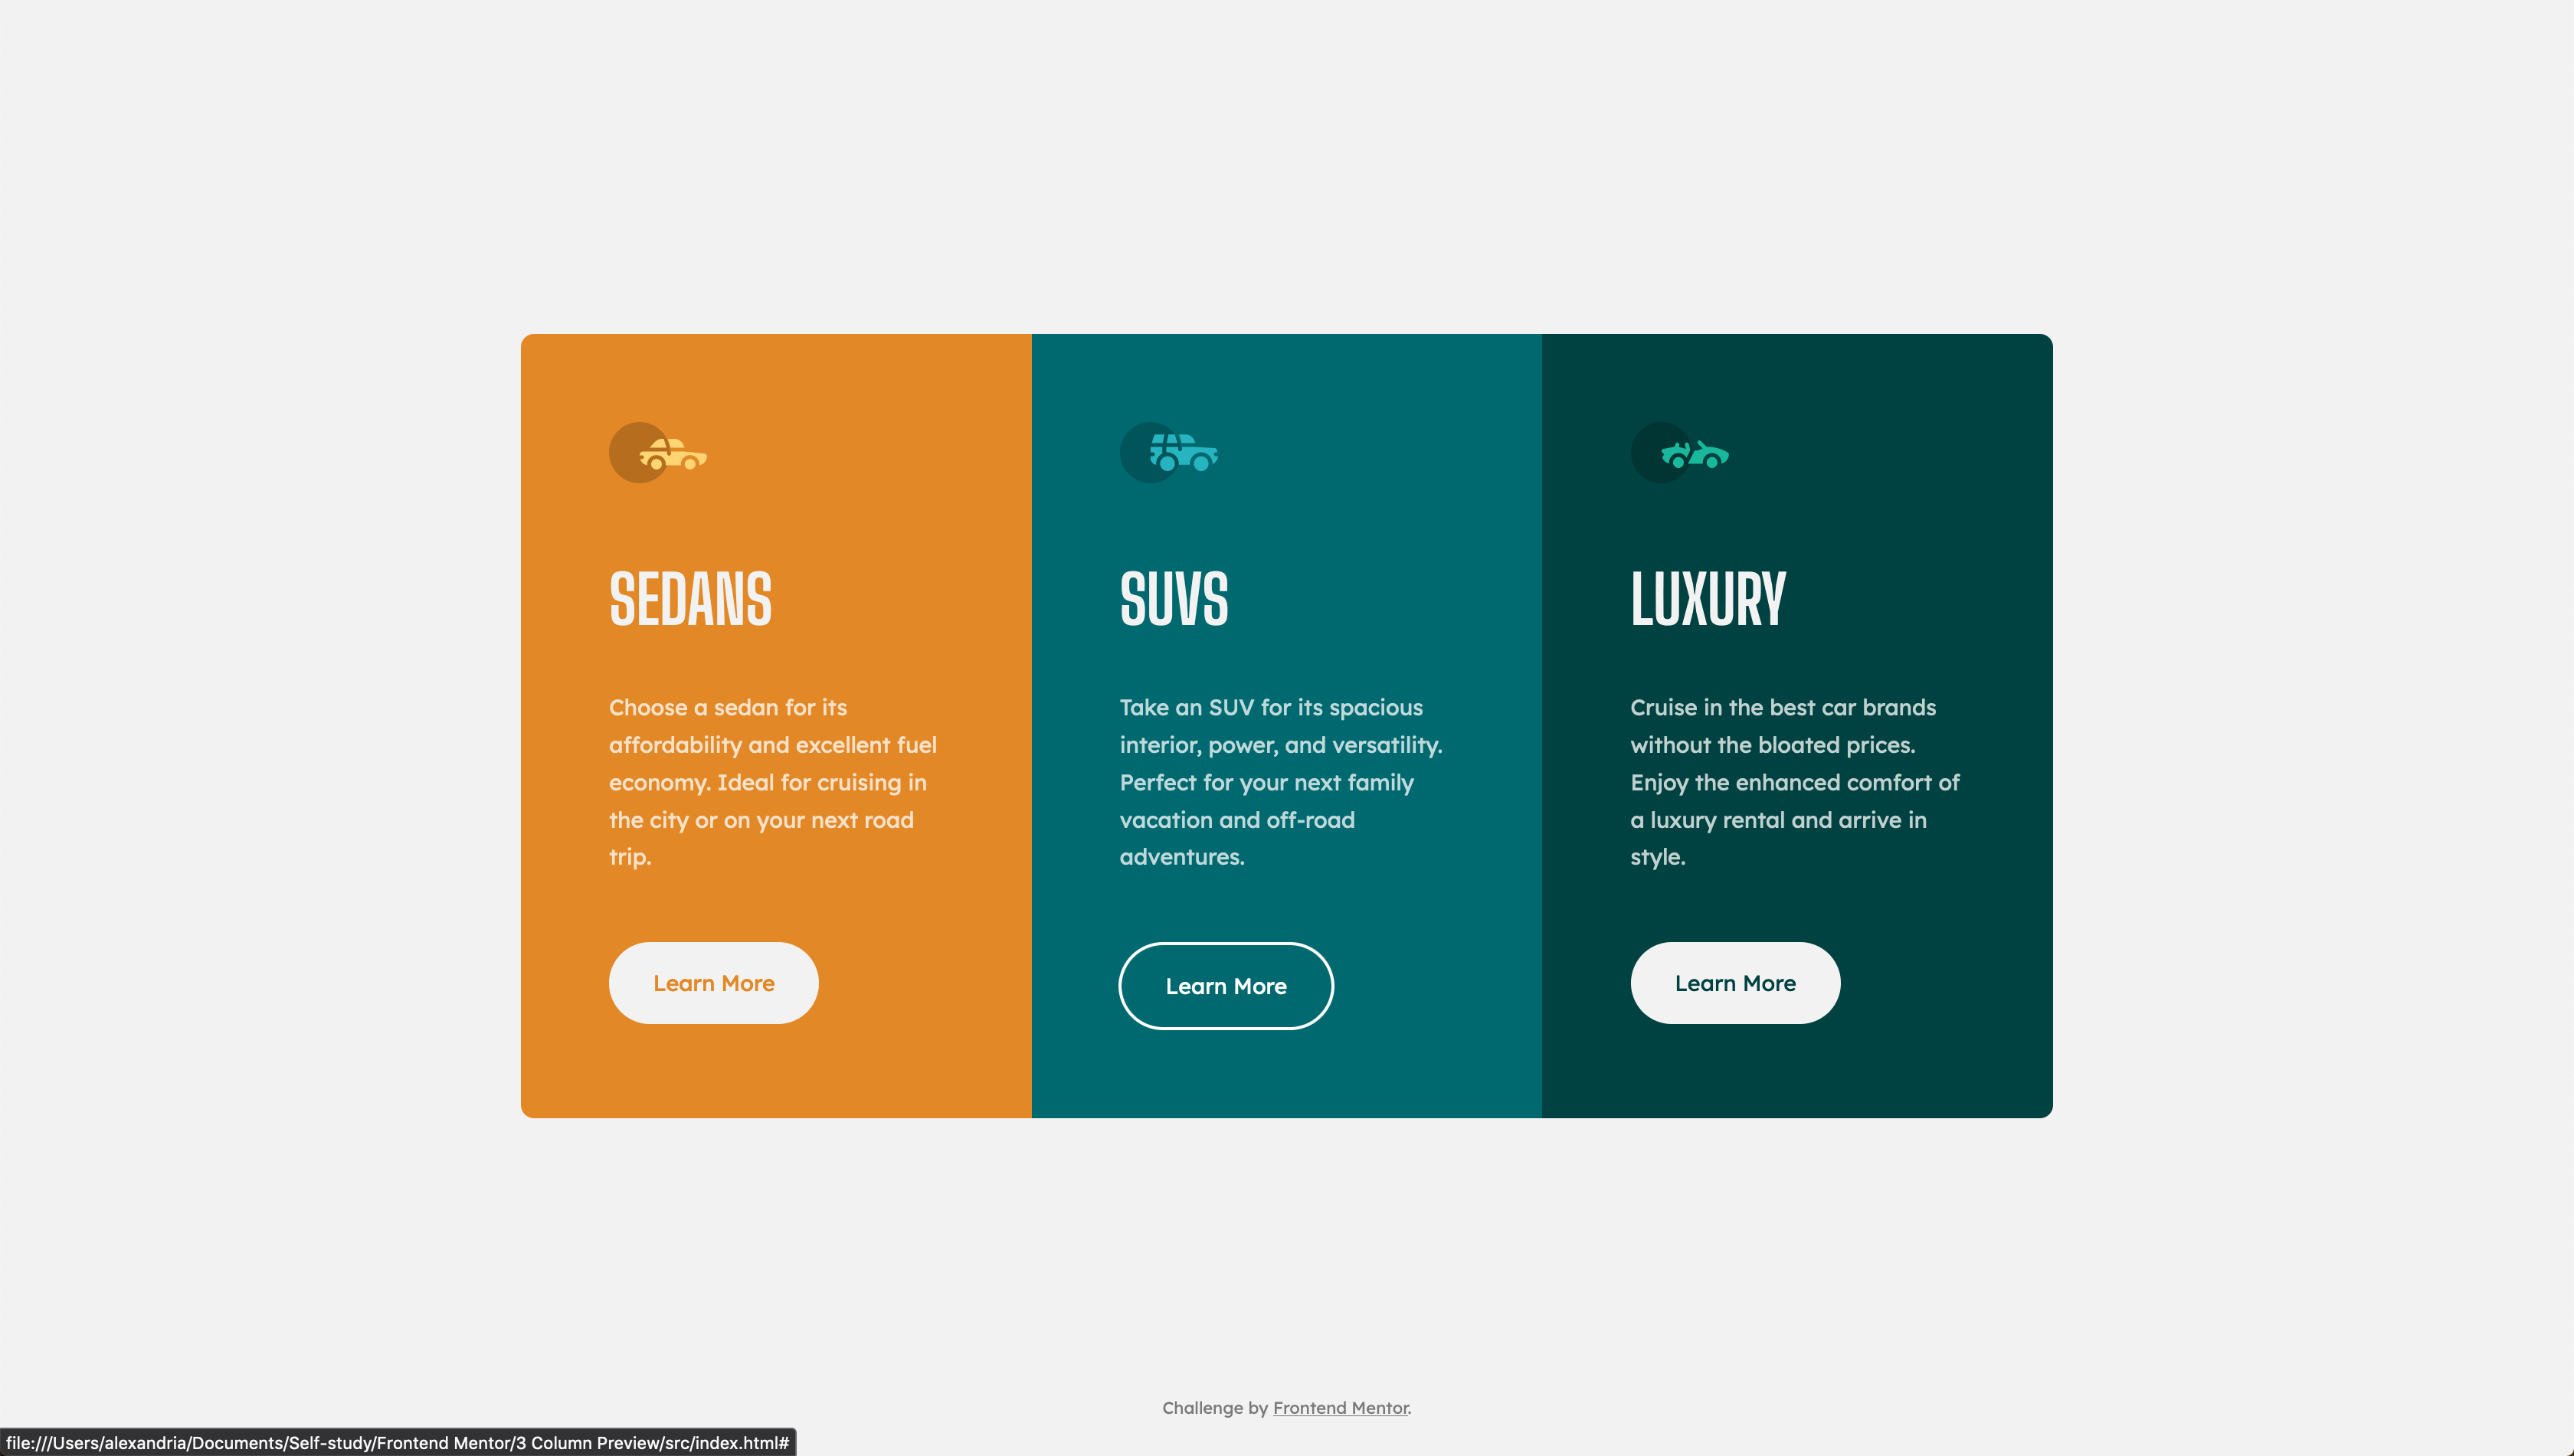 SEDANS
Choose a sedan for its
affordability and excellent fuel
economy. Ideal for cruising in
the city or on your next road
trip.
Learn More
SUVS
Take an SUV for its spacious
interior, power, and versatility.
Perfect for your next family
vacation and off-road
adventures.
Learn More
LUXURY
Cruise in the best car brands
without the bloated prices.
Enjoy the enhanced comfort of
a luxury rental and arrive in
style.
Learn More
Challenge by Frontend Mentor.
file:///Users/alexandria/Documents/Self-study/Frontend Mentor/3 Column Preview/src/index.html#